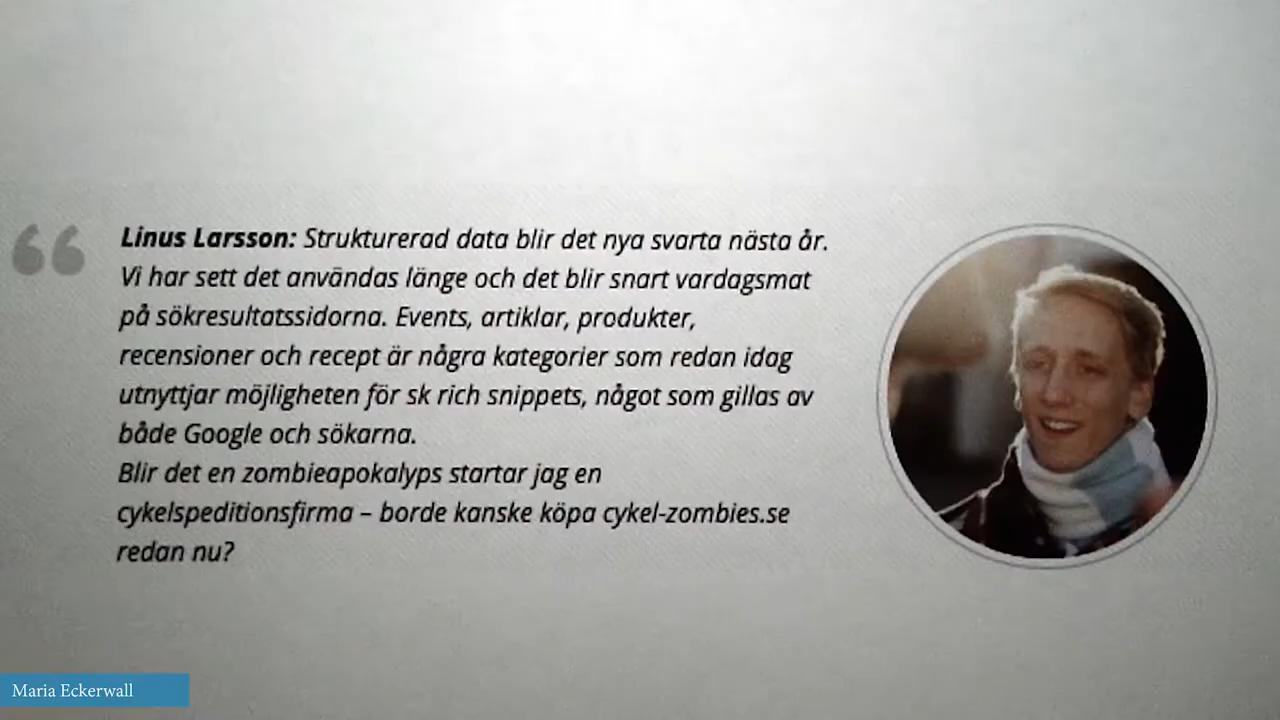 “
Linus Larsson: Strukturerad data blir det nya svarta nästa år.
Vi har sett det användas länge och det blir snart vardagsmat
på sökresultatssidorna. Events, artiklar, produkter,
recensioner och recept är några kategorier som redan idag
utnyttjar möjligheten för sk rich snippets, något som gillas av
både Google och sökarna.
Blir det en zombieapokalyps startar jag en
cykelspeditionsfirma – borde kanske köpa cykel-zombies.se
redan nu?
Maria Eckerwall